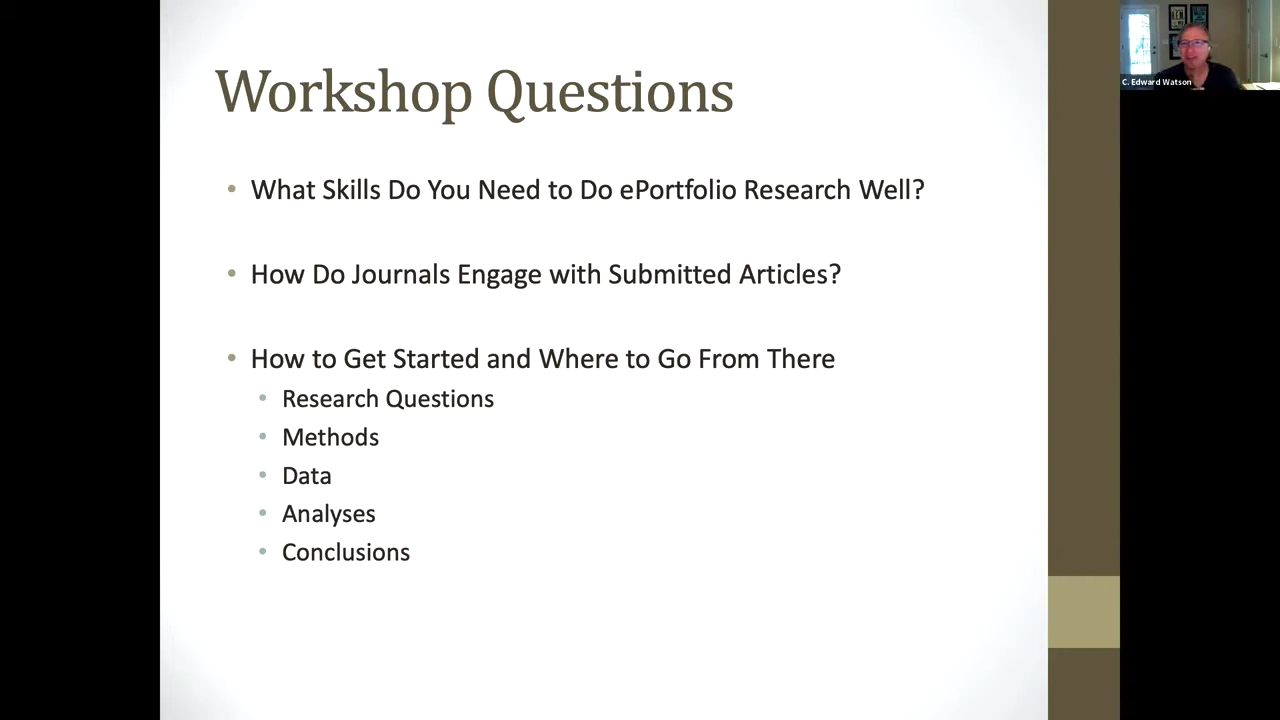 Workshop Questions
• What Skills Do You Need to Do ePortfolio Research Well?
• How Do Journals Engage with Submitted Articles?
• How to Get Started and Where to Go From There
• Research Questions
• Methods
• Data
• Analyses
• Conclusions
C. Edward Watson